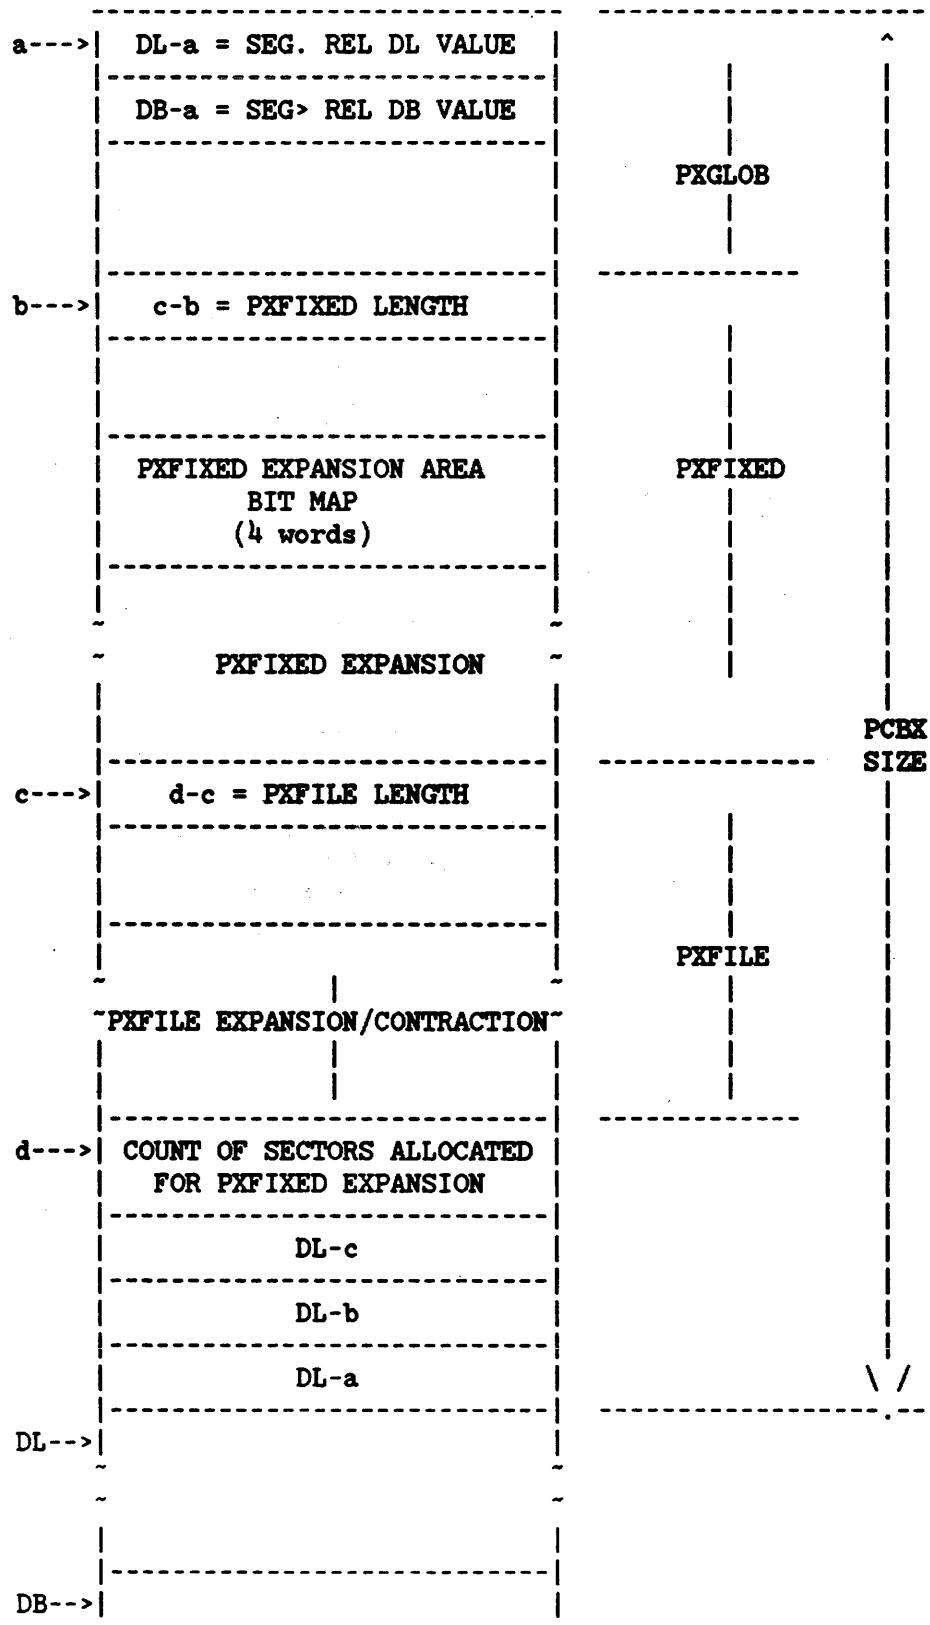 a--->| DL-a = SEG. REL DL VALUE
DB-a = SEG> REL DB VALUE
PXGLOB
b--->| c-b = PXFIXED LENGTH
PXFIXED EXPANSION AREA
BIT MAP
(4 words)
PXFIXED
PXFIXED EXPANSION
PCBX
SIZE
c--->| d-c = PXFILE LENGTH
PXFILE
~PXFILE EXPANSION/CONTRACTION~
d--->| COUNT OF SECTORS ALLOCATED
FOR PXFIXED EXPANSION
DL-c
DL-b
DL-a
DL-->|
DB-->|